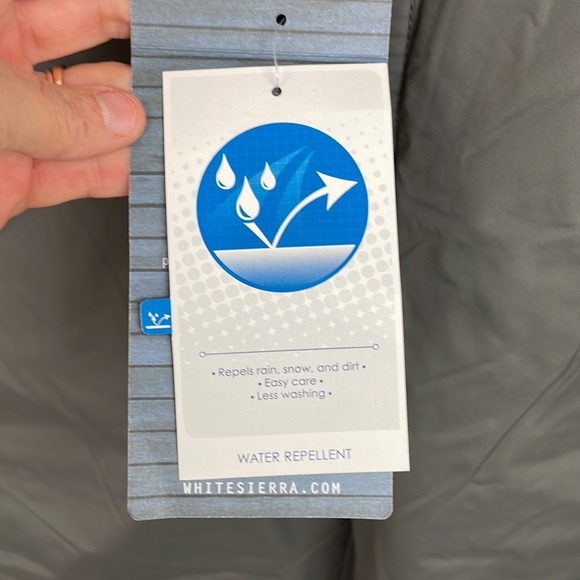 • Repels rain, snow, and dirt •
• Easy care •
• Less washing •
WATER REPELLENT
WHITESIERRA.COM